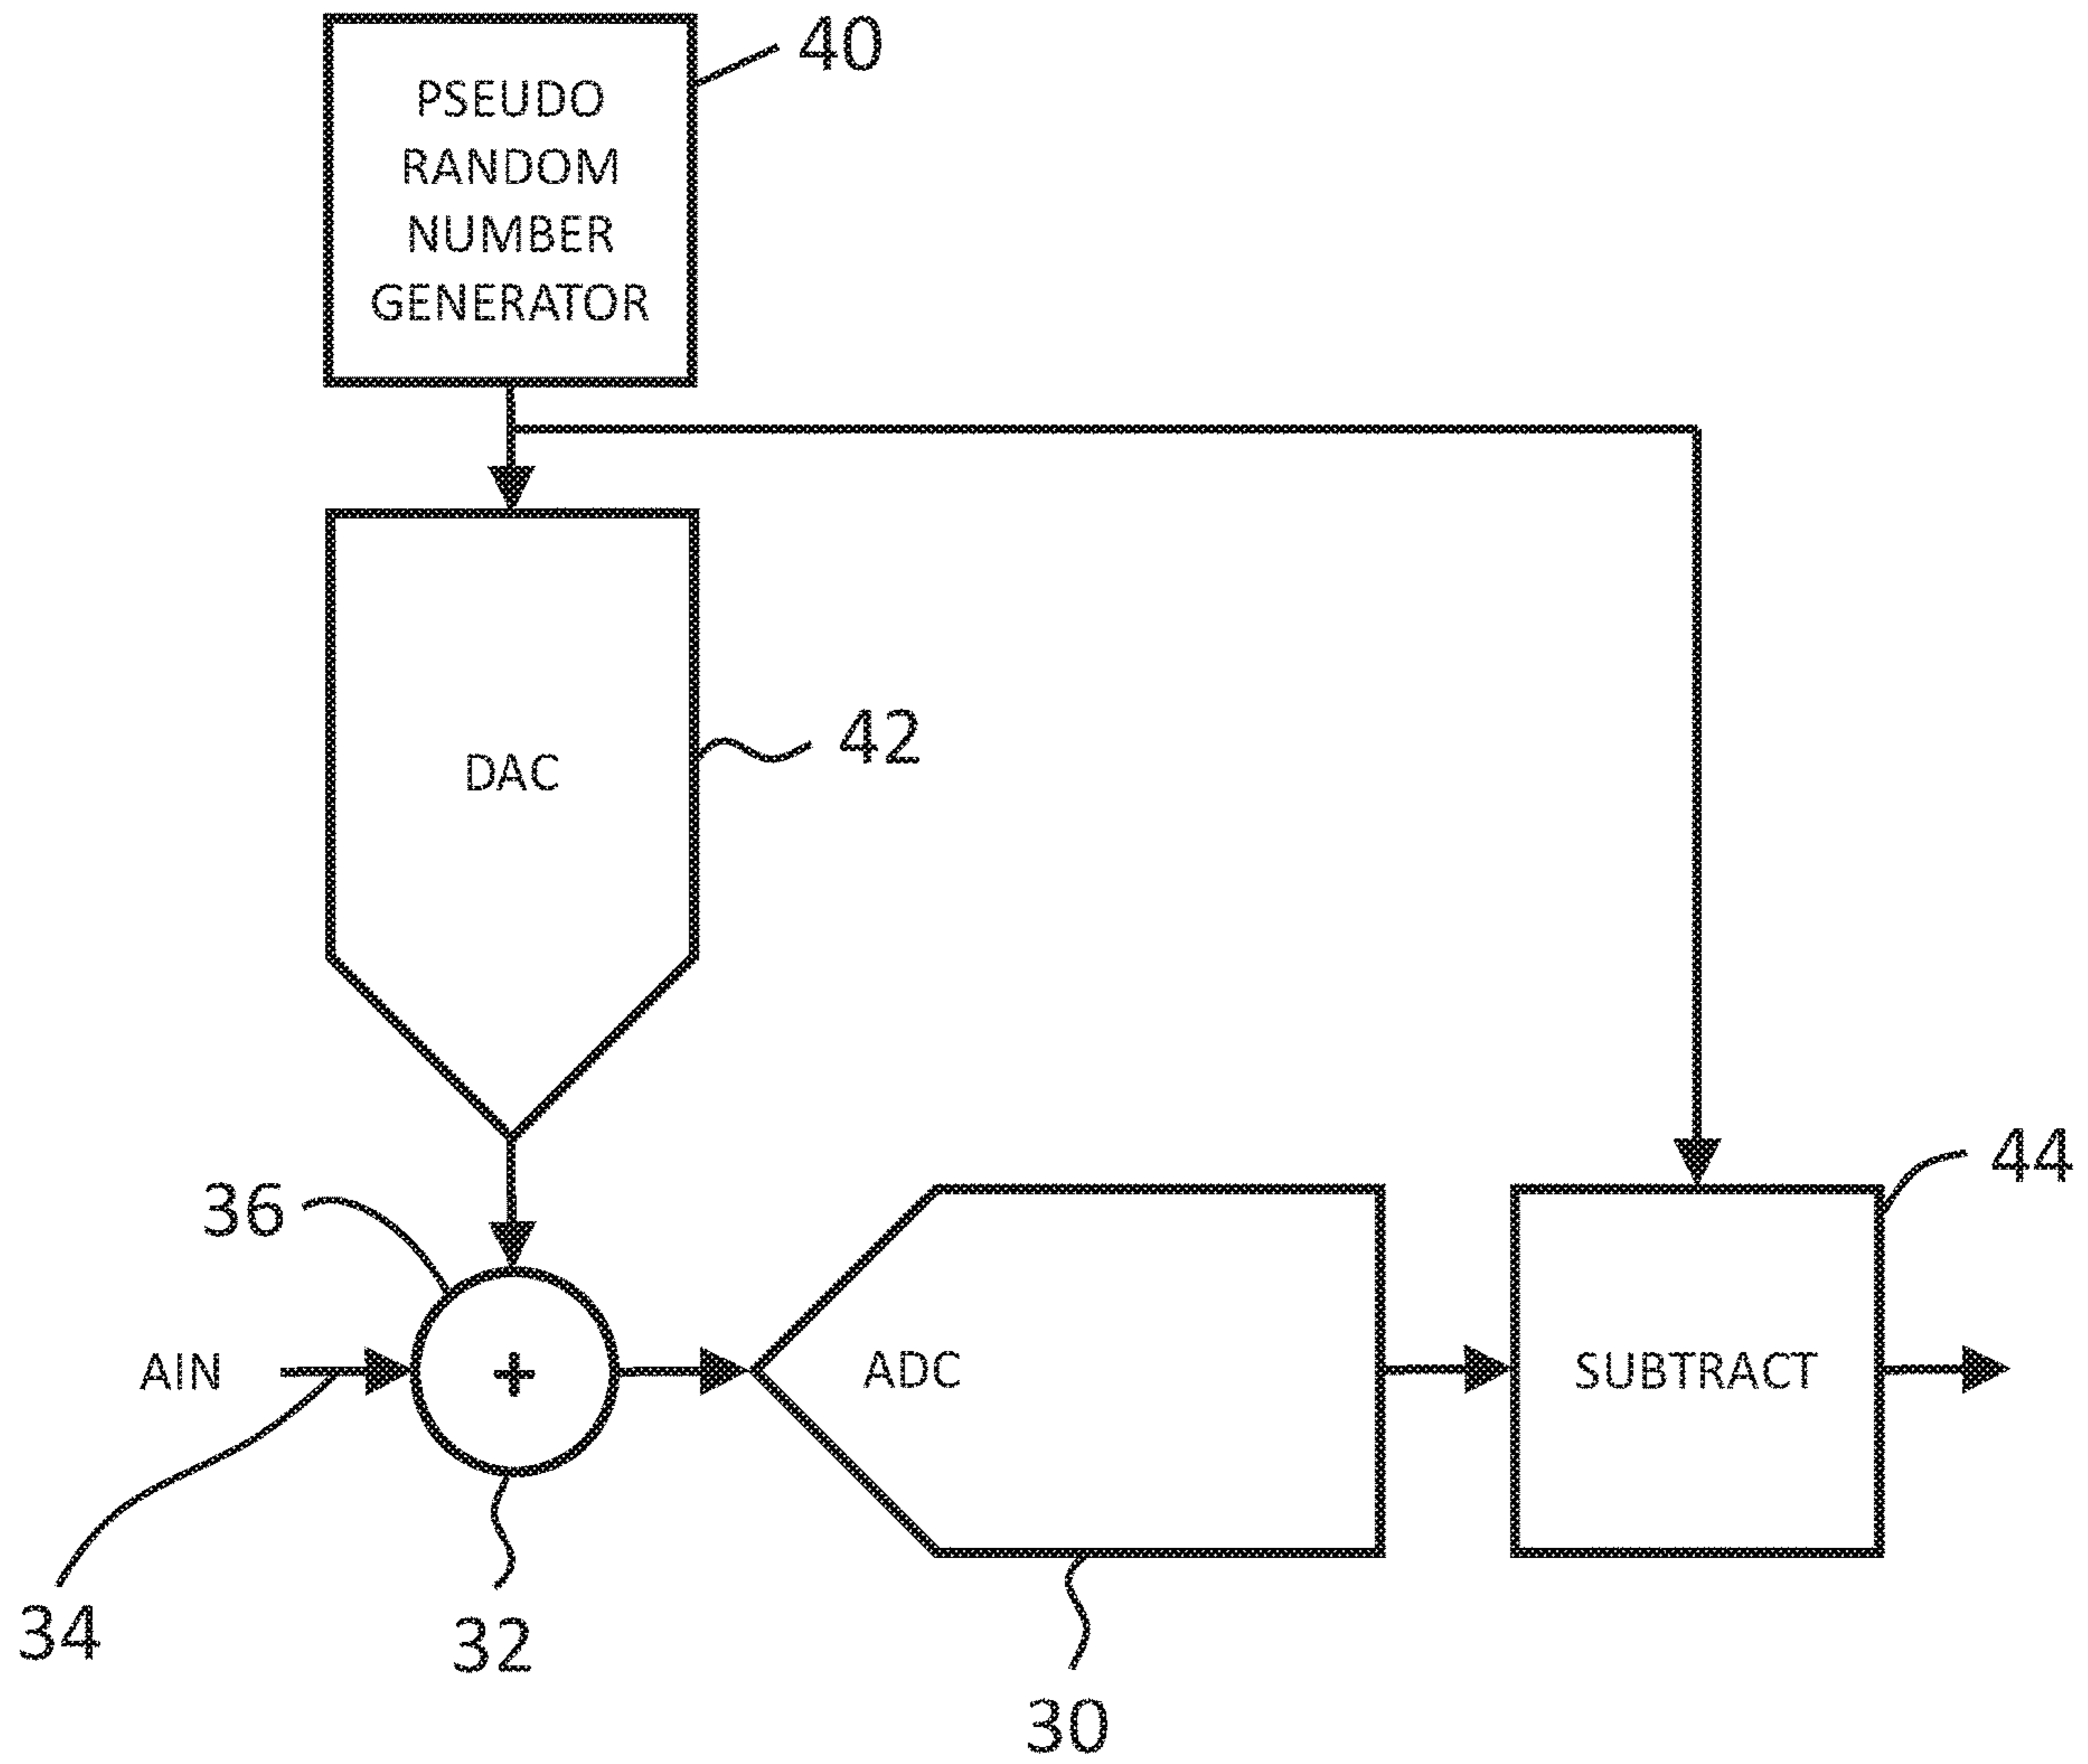 40
PSEUDO
RANDOM
NUMBER
GENERATOR
42
DAC
44
36
AIN
+
ADC
SUBTRACT
34
32
30